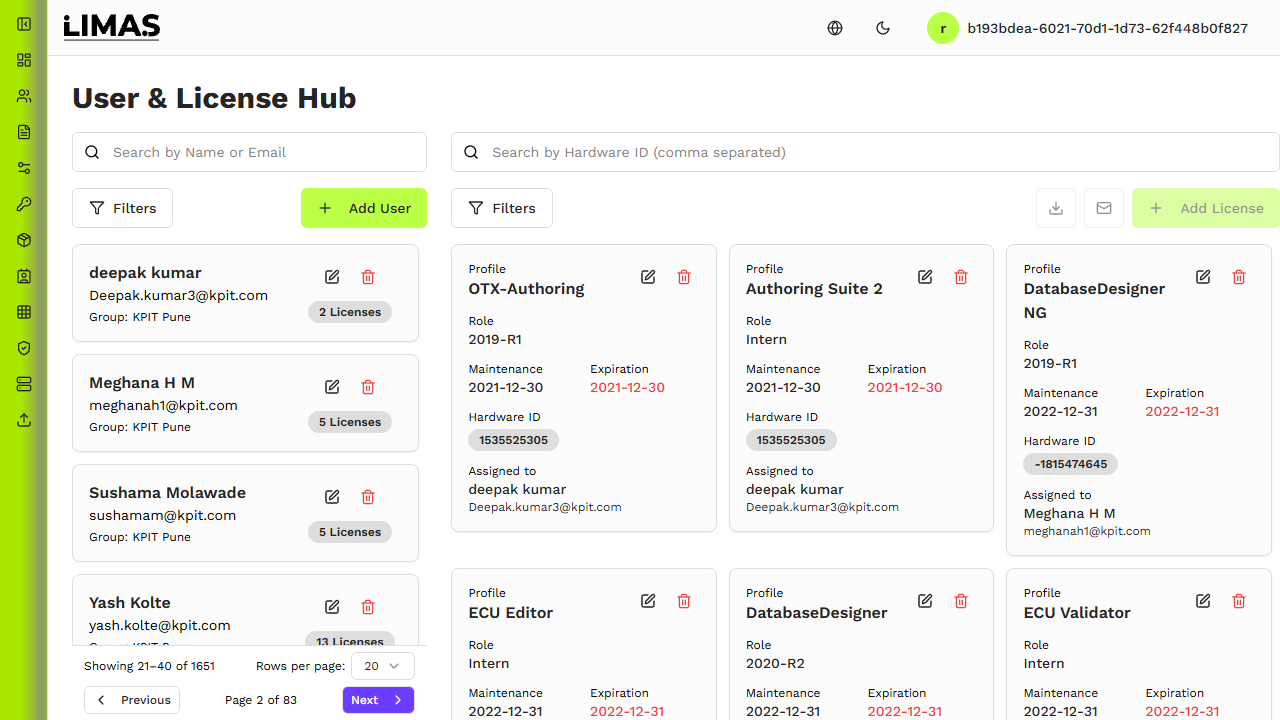 LIMAS
r
b193bdea-6021-70d1-1d73-62f448b0f827
User & License Hub
Search by Name or Email
Filters
Add User
deepak kumar
Deepak.kumar3@kpit.com
Group: KPIT Pune
2 Licenses
Meghana H M
meghanah1@kpit.com
Group: KPIT Pune
5 Licenses
Sushama Molawade
sushamam@kpit.com
Group: KPIT Pune
5 Licenses
Yash Kolte
yash.kolte@kpit.com
13 Licenses
Showing 21–40 of 1651
Rows per page:
20
Previous
Page 2 of 83
Next
Search by Hardware ID (comma separated)
Filters
Add License
Profile
OTX-Authoring
Role
2019-R1
Maintenance
Expiration
2021-12-30
2021-12-30
Hardware ID
1535525305
Assigned to
deepak kumar
Deepak.kumar3@kpit.com
Profile
Authoring Suite 2
Role
Intern
Maintenance
Expiration
2021-12-30
2021-12-30
Hardware ID
1535525305
Assigned to
deepak kumar
Deepak.kumar3@kpit.com
Profile
DatabaseDesigner
NG
Role
2019-R1
Maintenance
Expiration
2022-12-31
2022-12-31
Hardware ID
-1815474645
Assigned to
Meghana H M
meghanah1@kpit.com
Profile
ECU Editor
Role
Intern
Maintenance
Expiration
2022-12-31
2022-12-31
Profile
DatabaseDesigner
Role
2020-R2
Maintenance
Expiration
2022-12-31
2022-12-31
Profile
ECU Validator
Role
Intern
Maintenance
Expiration
2022-12-31
2022-12-31